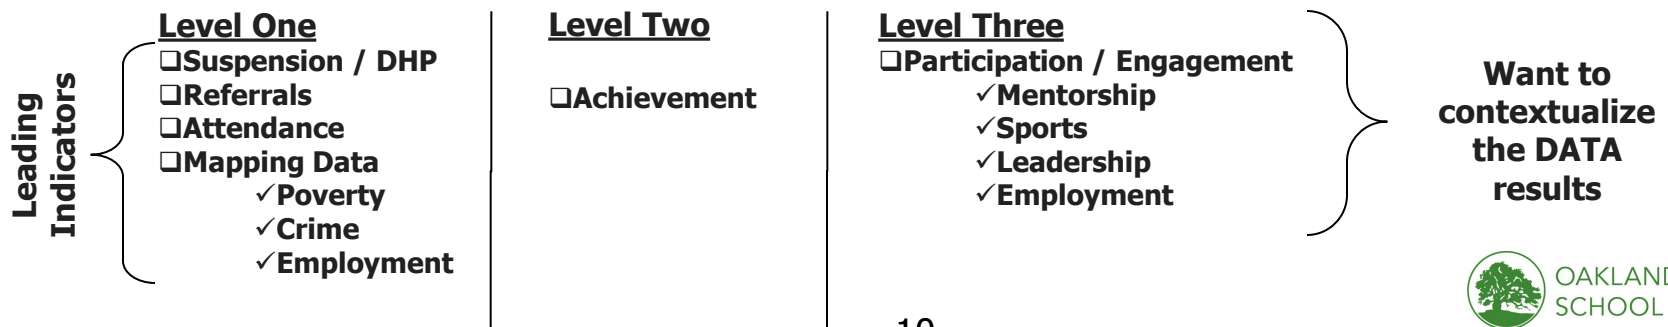 Leading
Indicators
Level One
❑Suspension / DHP
❑Referrals
❑Attendance
❑Mapping Data
✓Poverty
✓Crime
✓Employment
Level Two
❑Achievement
Level Three
❑Participation / Engagement
✓Mentorship
✓Sports
✓Leadership
✓Employment
Want to
contextualize
the DATA
results
OAKLAND
SCHOOL